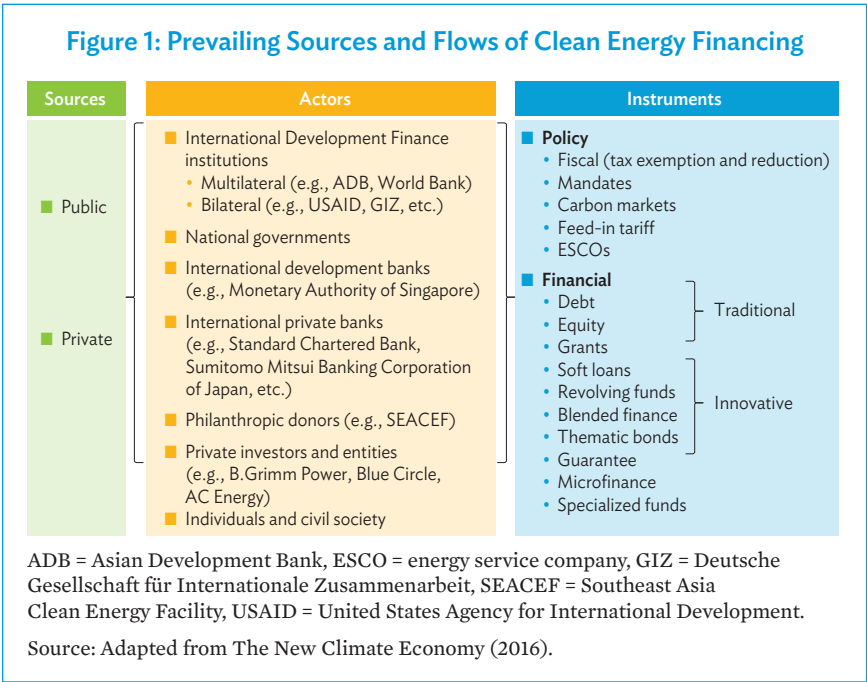 Figure 1: Prevailing Sources and Flows of Clean Energy Financing
Sources
Public
Private
Actors
International Development Finance
institutions
• Multilateral (e.g., ADB, World Bank)
• Bilateral (e.g., USAID, GIZ, etc.)
National governments
International development banks
(e.g., Monetary Authority of Singapore)
International private banks
(e.g., Standard Chartered Bank,
Sumitomo Mitsui Banking Corporation
of Japan, etc.)
Philanthropic donors (e.g., SEACEF)
Private investors and entities
(e.g., B.Grimm Power, Blue Circle,
AC Energy)
Individuals and civil society
Instruments
Policy
• Fiscal (tax exemption and reduction)
• Mandates
• Carbon markets
• Feed-in tariff
• ESCOs
Financial
• Debt
• Equity
• Grants
Traditional
• Soft loans
• Revolving funds
• Blended finance
• Thematic bonds
Innovative
• Guarantee
• Microfinance
• Specialized funds
ADB = Asian Development Bank, ESCO = energy service company, GIZ = Deutsche
Gesellschaft für Internationale Zusammenarbeit, SEACEF = Southeast Asia
Clean Energy Facility, USAID = United States Agency for International Development.
Source: Adapted from The New Climate Economy (2016).